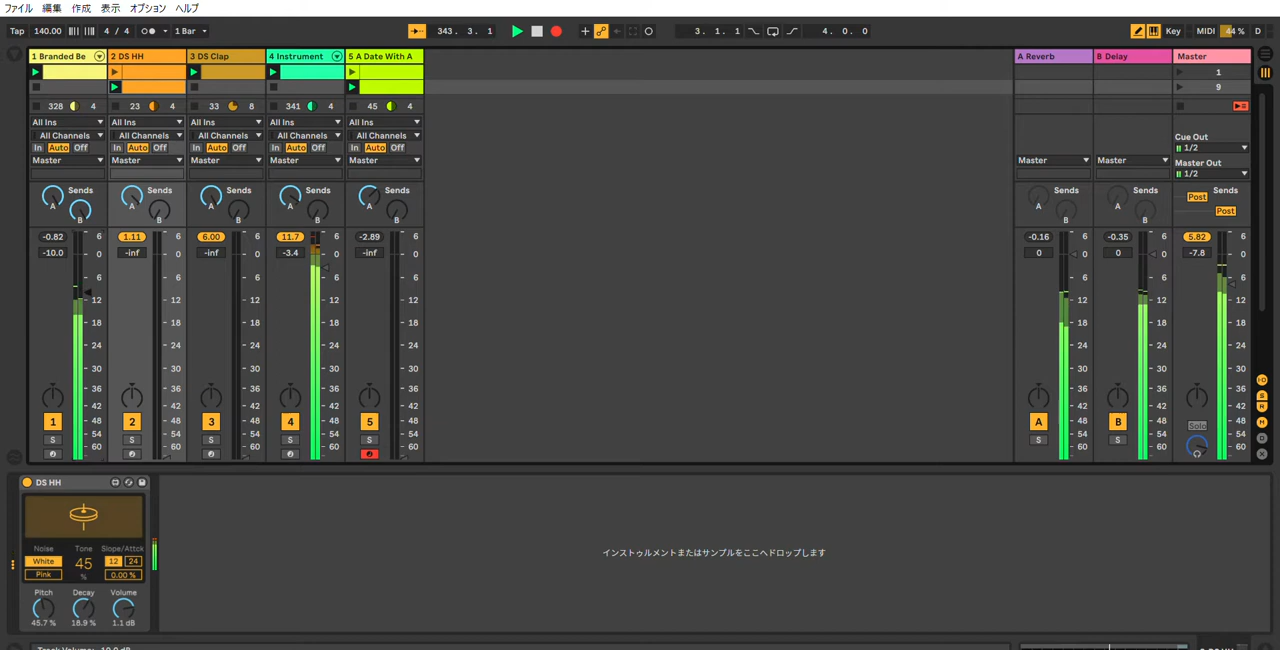 ファイル 編集 作成 表示 オプション ヘルプ
Tap 140.00 4 / 4 1 Bar 343. 3. 1 3. 1. 1 4. 0. 0 Key MIDI 44 % D
1 Branded Be 2 DS HH 3 DS Clap 4 Instrument 5 A Date With A A Reverb B Delay Master
1
9
328 4 23 4 33 8 341 4 45 4
All Ins All Ins All Ins All Ins All Ins
All Channels All Channels All Channels All Channels All Channels Cue Out
In Auto Off In Auto Off In Auto Off In Auto Off In Auto Off 1/2
Master Master Master Master Master Master Master Master Out
1/2
Sends Sends Sends Sends Sends Sends Sends Sends
Post
A A A A A A A
Post
B B B B B B B
-0.82 6 1.11 6 6.00 6 11.7 6 -2.89 6 -0.16 6 -0.35 6 5.82 6
-10.0 0 -inf 0 -inf 0 -3.4 0 -inf 0 0 0 0 0 -7.8 0
6 6 6 6 6 6 6 6
12 12 12 12 12 12 12 12
18 18 18 18 18 18 18 18
24 24 24 24 24 24 24 24
30 30 30 30 30 30 30 30
36 36 36 36 36 36 36 36
42 42 42 42 42 42 42 42
1 48 2 48 3 48 4 48 5 48 A 48 B 48 Solo 48
S 54 S 54 S 54 S 54 S 54 S 54 S 54 54
60 60 60 60 60 60 60 60
DS HH
Noise Tone Slope/Attck
White 45 12 24
Pink % 0.00 %
インストゥルメントまたはサンプルをここへドロップします
Pitch Decay Volume
45.7 % 18.9 % 1.1 dB